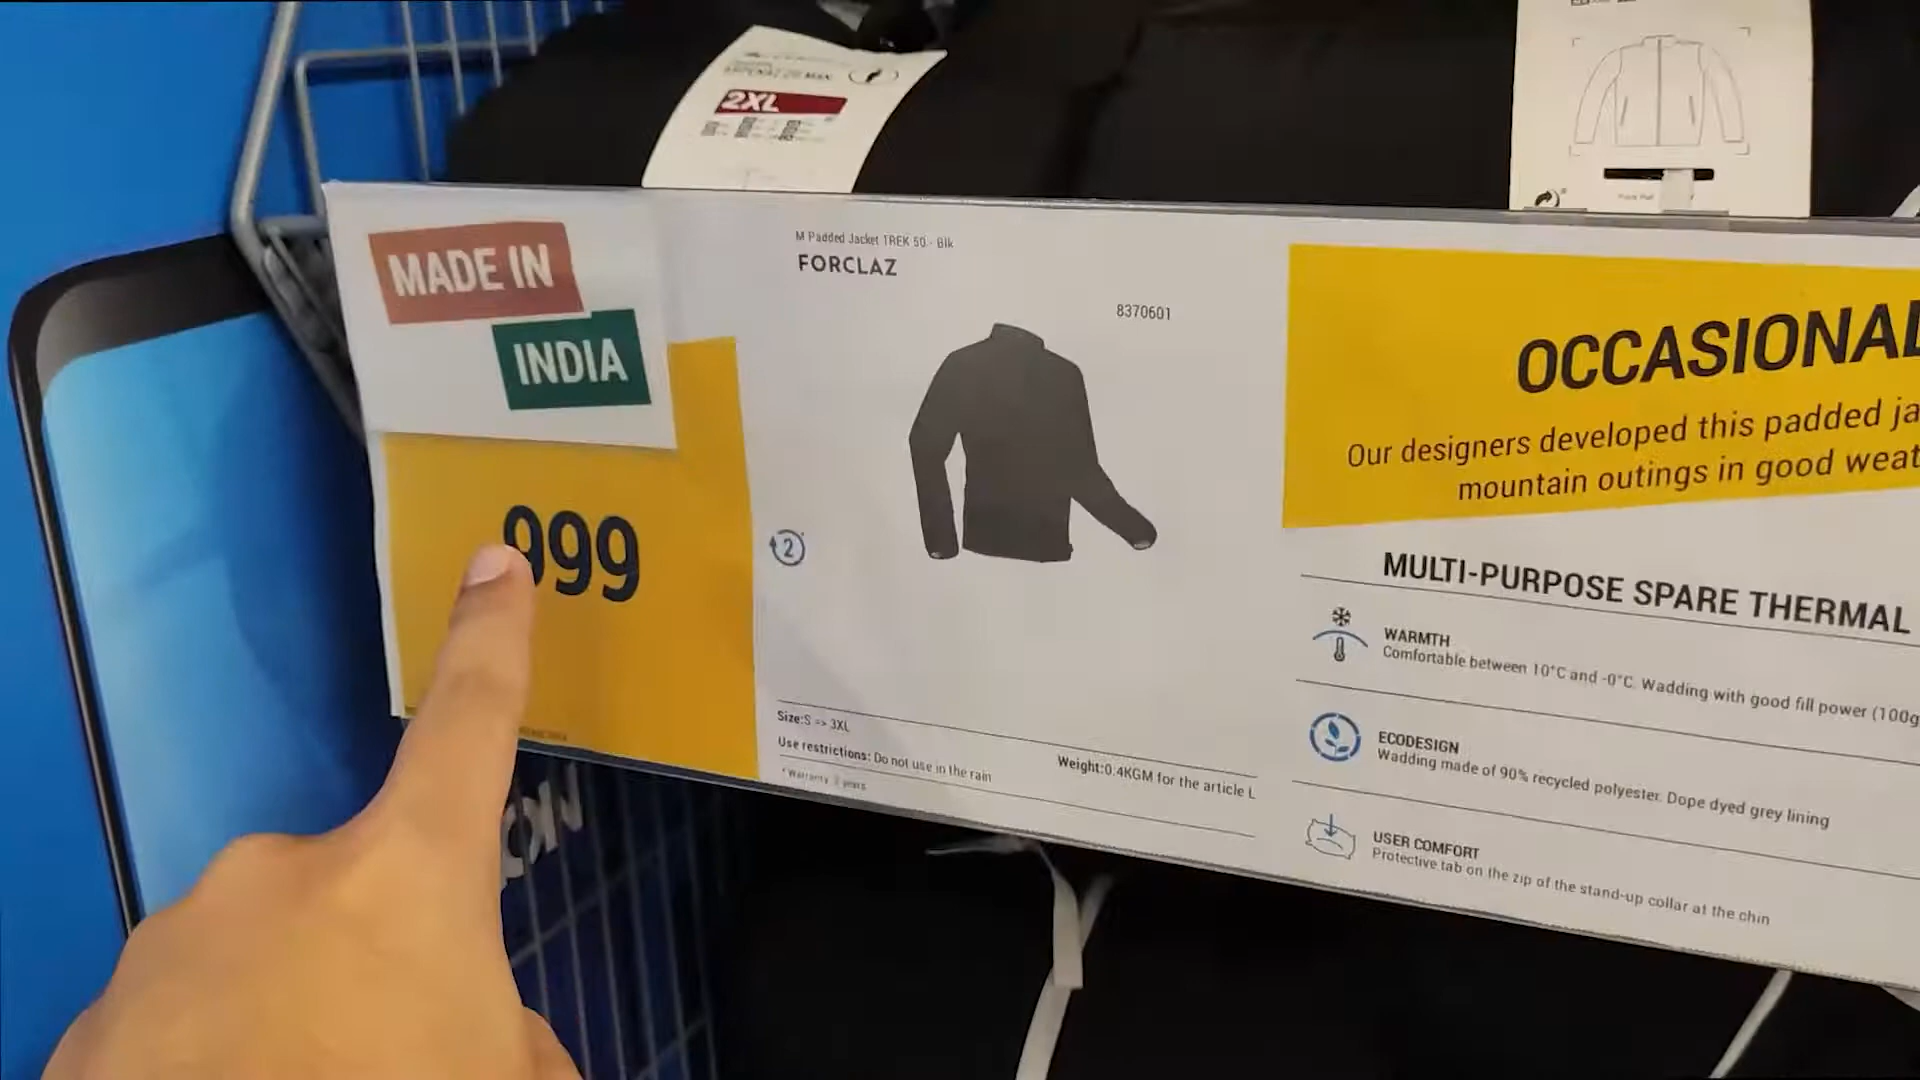 2XL
MADE IN
INDIA
999
M Padded Jacket TREK 50 - Blk
FORCLAZ
8370601
2
Size:S => 3XL
Use restrictions: Do not use in the rain
Weight:0.4KGM for the article L
* Warranty: 2 years
OCCASIONAL
Our designers developed this padded ja
mountain outings in good weat
MULTI-PURPOSE SPARE THERMAL
WARMTH
Comfortable between 10°C and -0°C. Wadding with good fill power (100g
ECODESIGN
Wadding made of 90% recycled polyester. Dope dyed grey lining
USER COMFORT
Protective tab on the zip of the stand-up collar at the chin
ON